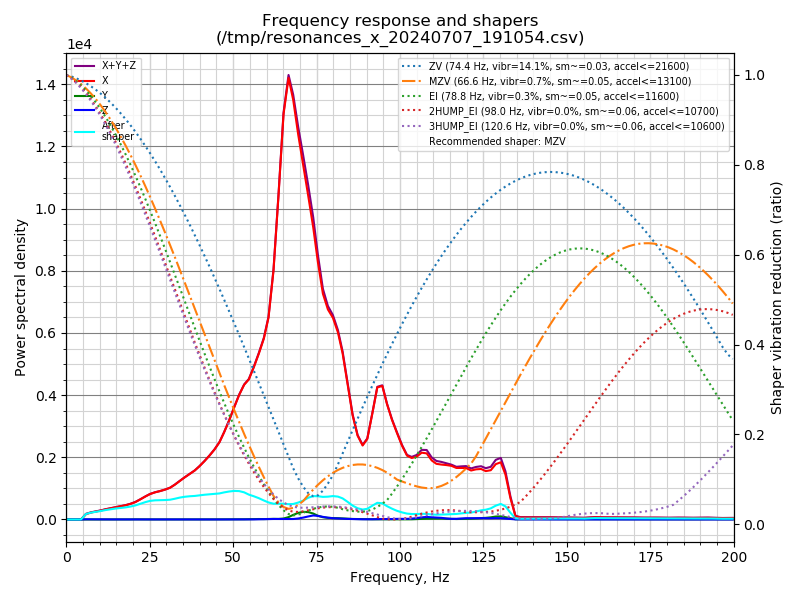 Frequency response and shapers
(/tmp/resonances_x_20240707_191054.csv)
1e4
X+Y+Z
X
Y
Z
After
shaper
ZV (74.4 Hz, vibr=14.1%, sm~=0.03, accel<=21600)
MZV (66.6 Hz, vibr=0.7%, sm~=0.05, accel<=13100)
EI (78.8 Hz, vibr=0.3%, sm~=0.05, accel<=11600)
2HUMP_EI (98.0 Hz, vibr=0.0%, sm~=0.06, accel<=10700)
3HUMP_EI (120.6 Hz, vibr=0.0%, sm~=0.06, accel<=10600)
Recommended shaper: MZV
Power spectral density
1.4
1.2
1.0
0.8
0.6
0.4
0.2
0.0
1.0
0.8
0.6
0.4
0.2
0.0
Shaper vibration reduction (ratio)
0 25 50 75 100 125 150 175 200
Frequency, Hz